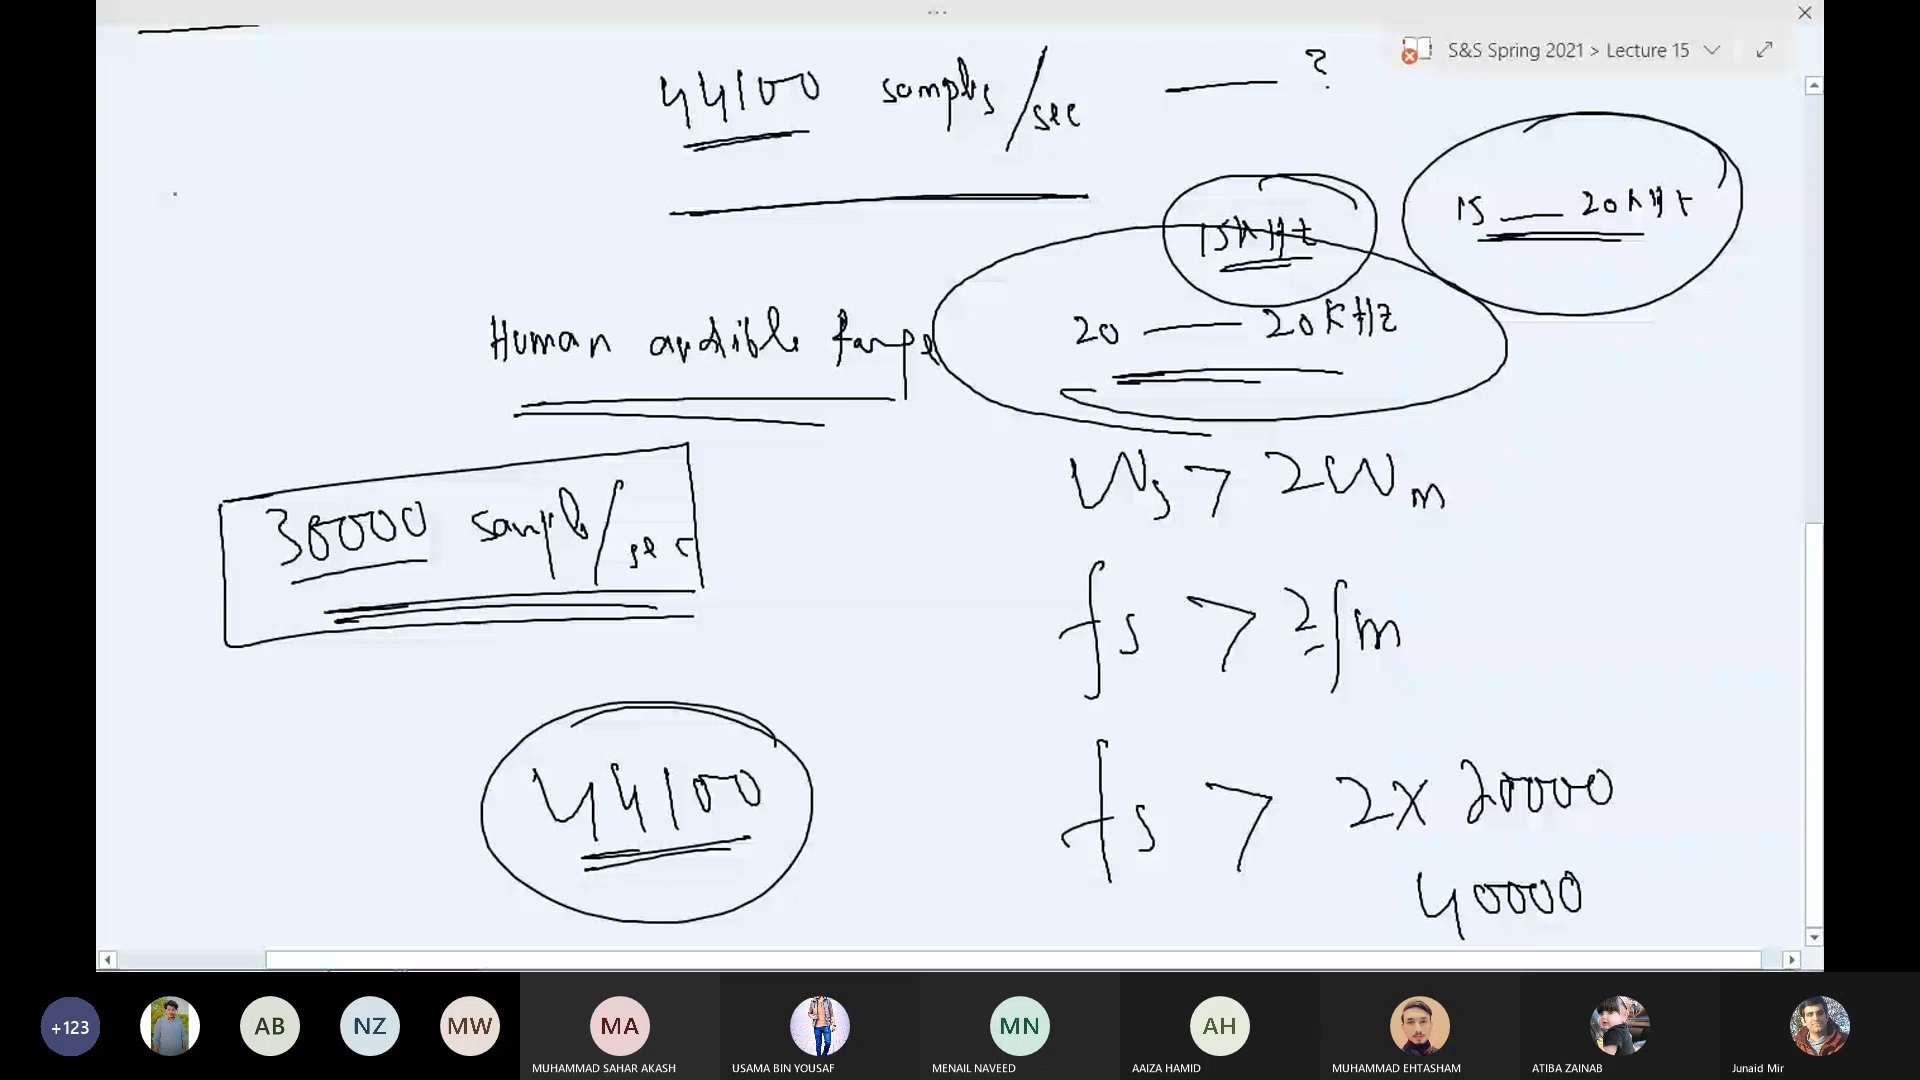 S&S Spring 2021 > Lecture 15
44100 samples/sec ?
15 20KHz
15KHz
Human audible range 20 20KHz
Ws > 2Wm
30000 sample/sec
fs > 2fm
44100
fs > 2x 20000
40000
+123
AB
NZ
MW
MA
MN
AH
MUHAMMAD SAHAR AKASH
USAMA BIN YOUSAF
MENAIL NAVEED
AAIZA HAMID
MUHAMMAD EHTASHAM
ATIBA ZAINAB
Junaid Mir